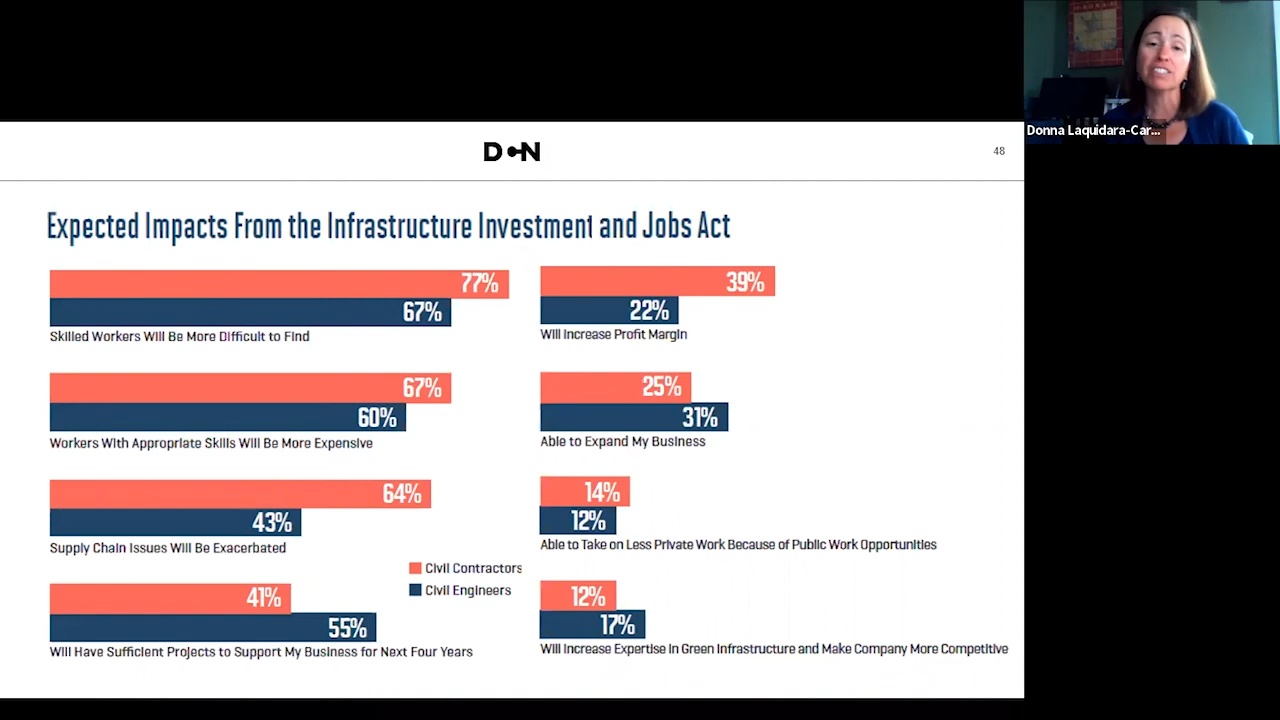 Donna Laquidara-Car...
D N
48
Expected Impacts From the Infrastructure Investment and Jobs Act
77%
67%
Skilled Workers Will Be More Difficult to Find
67%
60%
Workers With Appropriate Skills Will Be More Expensive
64%
43%
Supply Chain Issues Will Be Exacerbated
Civil Contractors
Civil Engineers
41%
55%
Will Have Sufficient Projects to Support My Business for Next Four Years
39%
22%
Will Increase Profit Margin
25%
31%
Able to Expand My Business
14%
12%
Able to Take on Less Private Work Because of Public Work Opportunities
12%
17%
Will Increase Expertise in Green Infrastructure and Make Company More Competitive